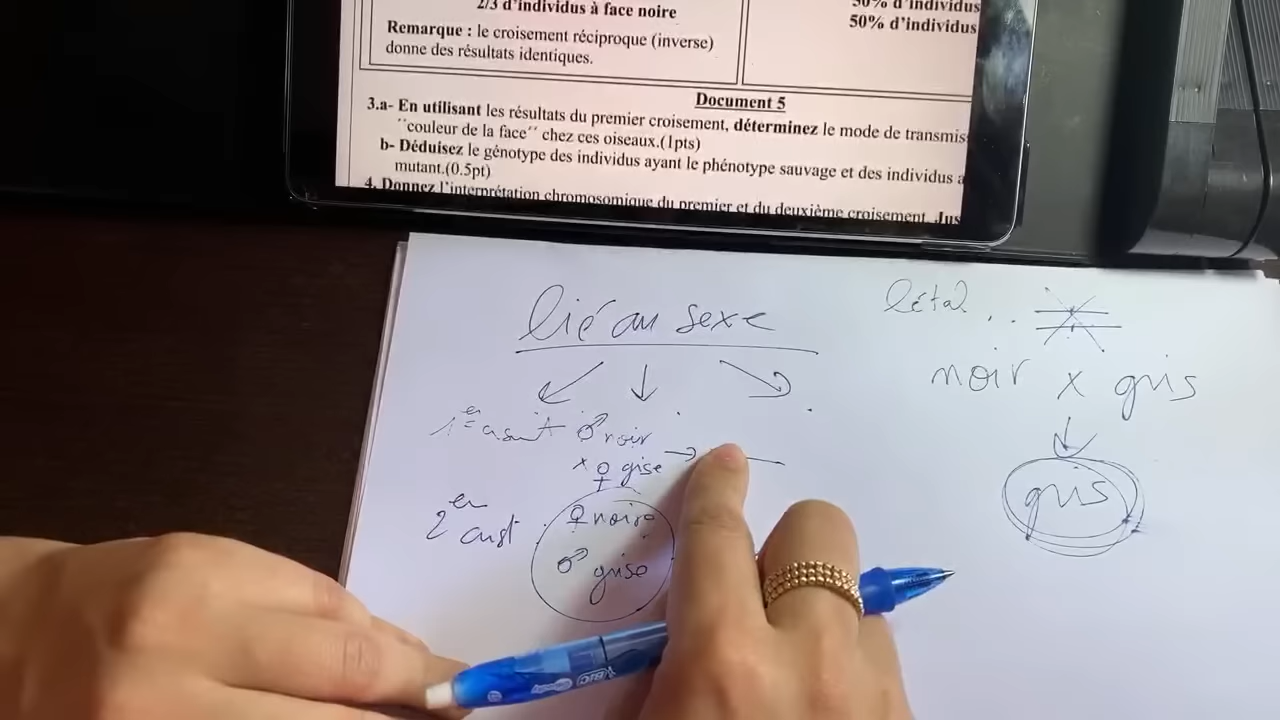 2/3 d'individus à face noire
Remarque : le croisement réciproque (inverse)
donne des résultats identiques.
50% d'individus
50% d'individus
Document 5
3.a- En utilisant les résultats du premier croisement, déterminez le mode de transmis
''couleur de la face'' chez ces oiseaux.(1pts)
b- Déduisez le génotype des individus ayant le phénotype sauvage et des individus a
mutant.(0.5pt)
4. Donnez l'interprétation chromosomique du premier et du deuxième croisement. Jus
lié au sexe
1er ♂ noir
x ♀ gise
2en
♀ noire
♂ grise
létal ..
noir x gris
gris
BIC